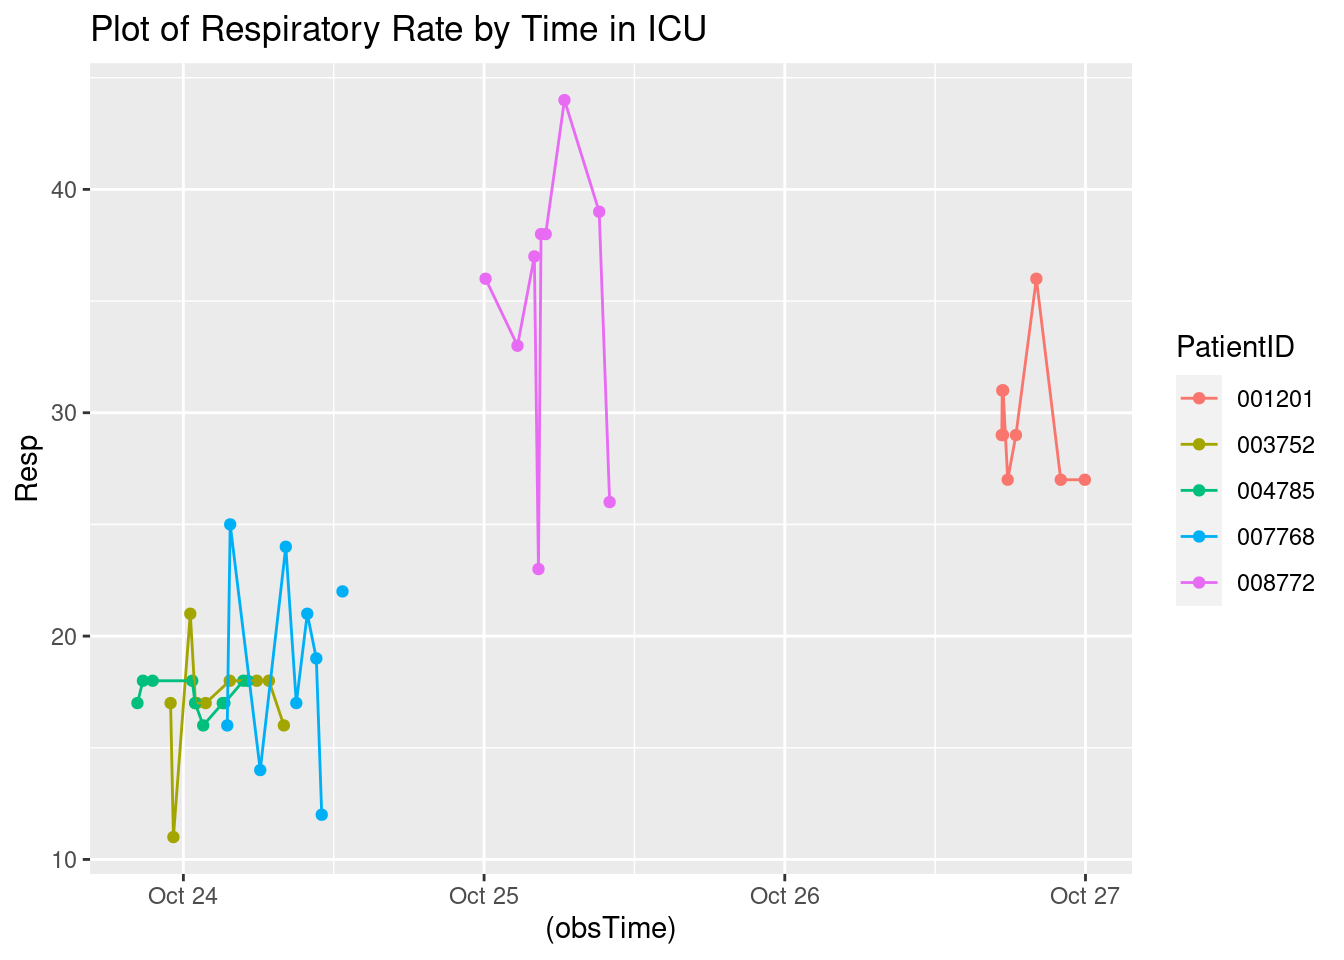 Plot of Respiratory Rate by Time in ICU
Resp
40
30
20
10
Oct 24
Oct 25
Oct 26
Oct 27
(obsTime)
PatientID
001201
003752
004785
007768
008772